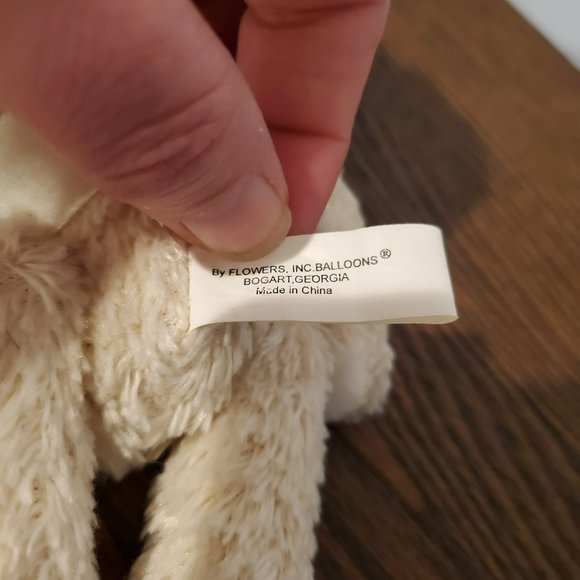 By FLOWERS, INC.BALLOONS®
BOGART,GEORGIA
Made in China